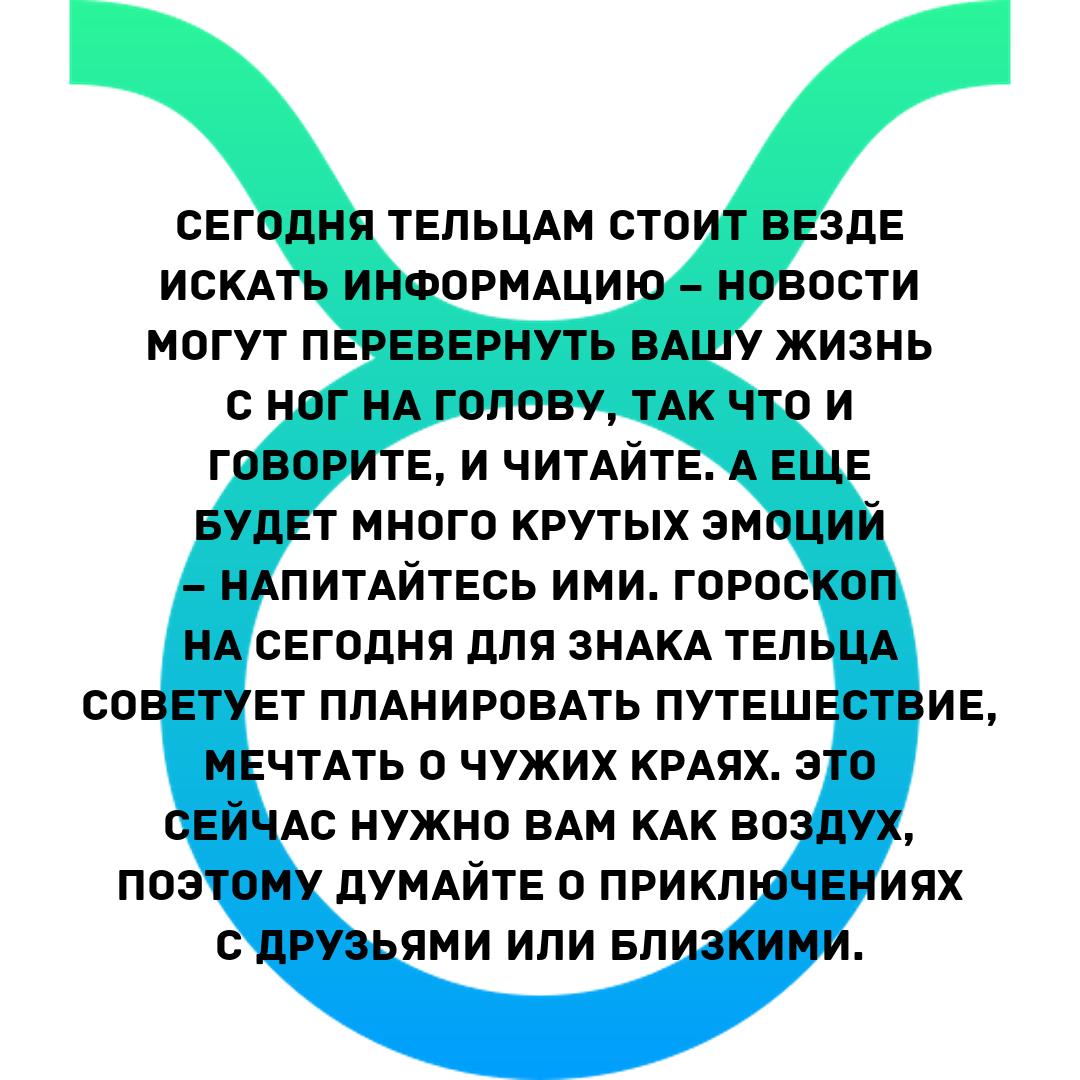 СЕГОДНЯ ТЕЛЬЦАМ СТОИТ ВЕЗДЕ
ИСКАТЬ ИНФОРМАЦИЮ – НОВОСТИ
МОГУТ ПЕРЕВЕРНУТЬ ВАШУ ЖИЗНЬ
С НОГ НА ГОЛОВУ, ТАК ЧТО И
ГОВОРИТЕ, И ЧИТАЙТЕ. А ЕЩЕ
БУДЕТ МНОГО КРУТЫХ ЭМОЦИЙ
– НАПИТАЙТЕСЬ ИМИ. ГОРОСКОП
НА СЕГОДНЯ ДЛЯ ЗНАКА ТЕЛЬЦА
СОВЕТУЕТ ПЛАНИРОВАТЬ ПУТЕШЕСТВИЕ,
МЕЧТАТЬ О ЧУЖИХ КРАЯХ. ЭТО
СЕЙЧАС НУЖНО ВАМ КАК ВОЗДУХ,
ПОЭТОМУ ДУМАЙТЕ О ПРИКЛЮЧЕНИЯХ
С ДРУЗЬЯМИ ИЛИ БЛИЗКИМИ.